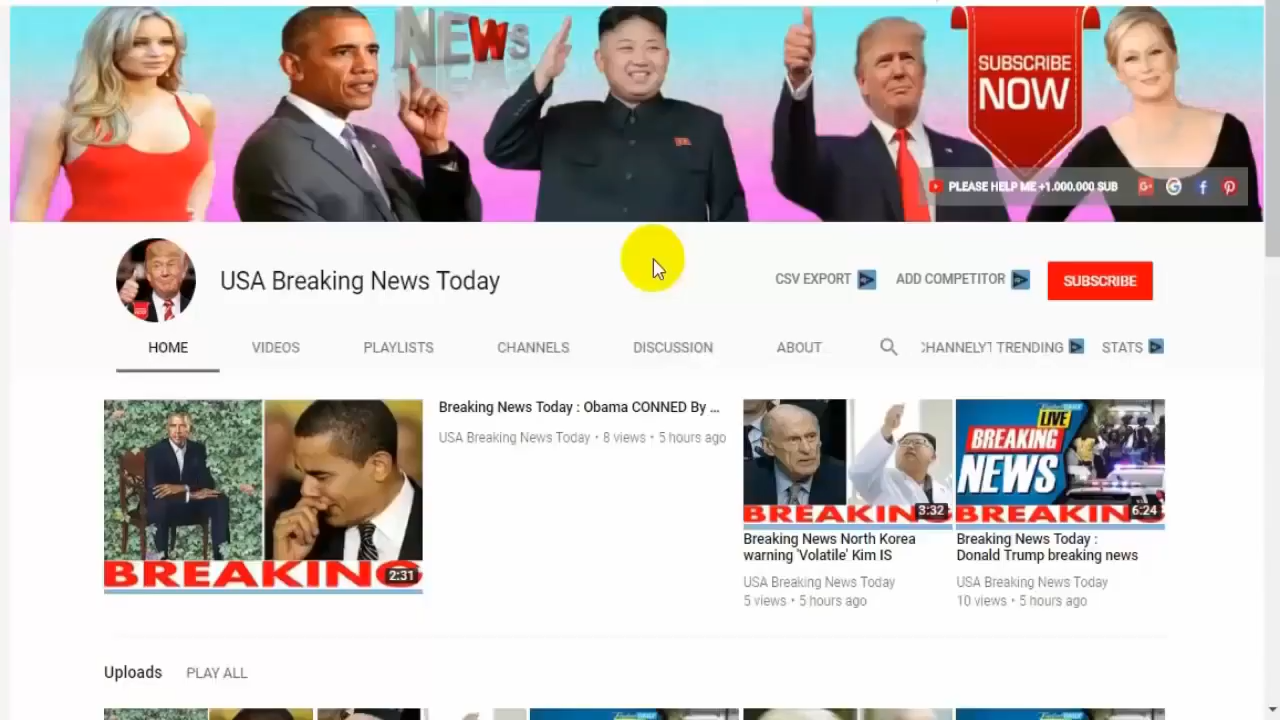 NEWS
SUBSCRIBE
NOW
PLEASE HELP ME +1.000.000 SUB
USA Breaking News Today
CSV EXPORT
ADD COMPETITOR
SUBSCRIBE
HOME
VIDEOS
PLAYLISTS
CHANNELS
DISCUSSION
ABOUT
CHANNELYT TRENDING
STATS
BREAKING
2:31
Breaking News Today : Obama CONNED By ...
USA Breaking News Today • 8 views • 5 hours ago
BREAKIN
3:32
Breaking News North Korea
warning 'Volatile' Kim IS
USA Breaking News Today
5 views • 5 hours ago
LIVE
BREAKING
NEWS
BREAKIN
6:24
Breaking News Today :
Donald Trump breaking news
USA Breaking News Today
10 views • 5 hours ago
Uploads
PLAY ALL